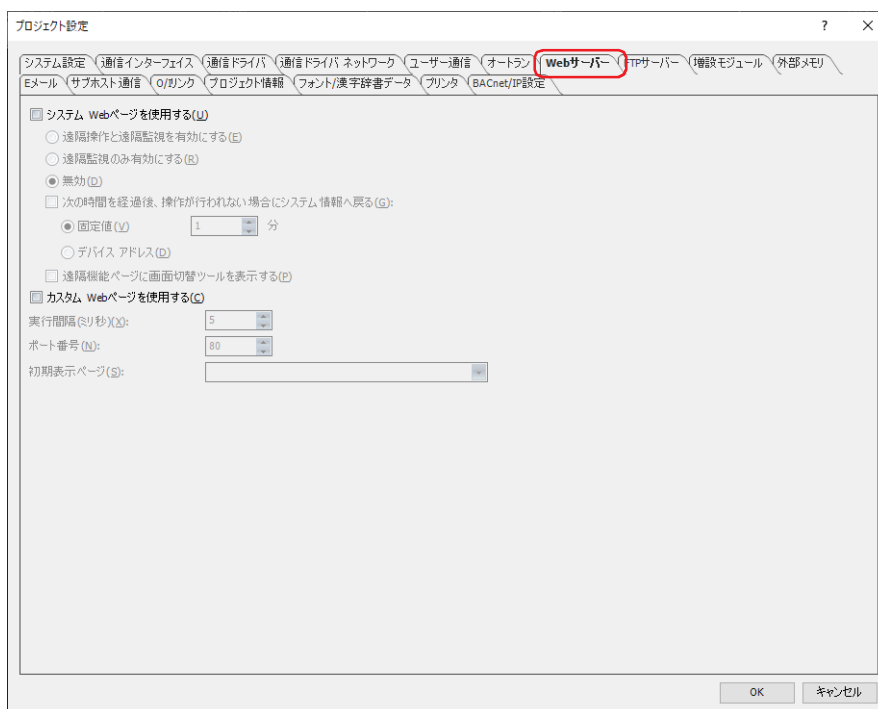 プロジェクト設定
システム設定 通信インターフェイス 通信ドライバ 通信ドライバ ネットワーク ユーザー通信 オートラン Webサーバー FTPサーバー 増設モジュール 外部メモリ
Eメール サブホスト通信 O/Iリンク プロジェクト情報 フォント/漢字辞書データ プリンタ BACnet/IP設定
システム Webページを使用する(U)
遠隔操作と遠隔監視を有効にする(E)
遠隔監視のみ有効にする(R)
無効(D)
次の時間を経過後、操作が行われない場合にシステム情報へ戻る(G):
固定値(V) 1 分
デバイス アドレス(D)
遠隔機能ページに画面切替ツールを表示する(P)
カスタム Webページを使用する(C)
実行間隔(ミリ秒)(X): 5
ポート番号(N): 80
初期表示ページ(S):
OK キャンセル